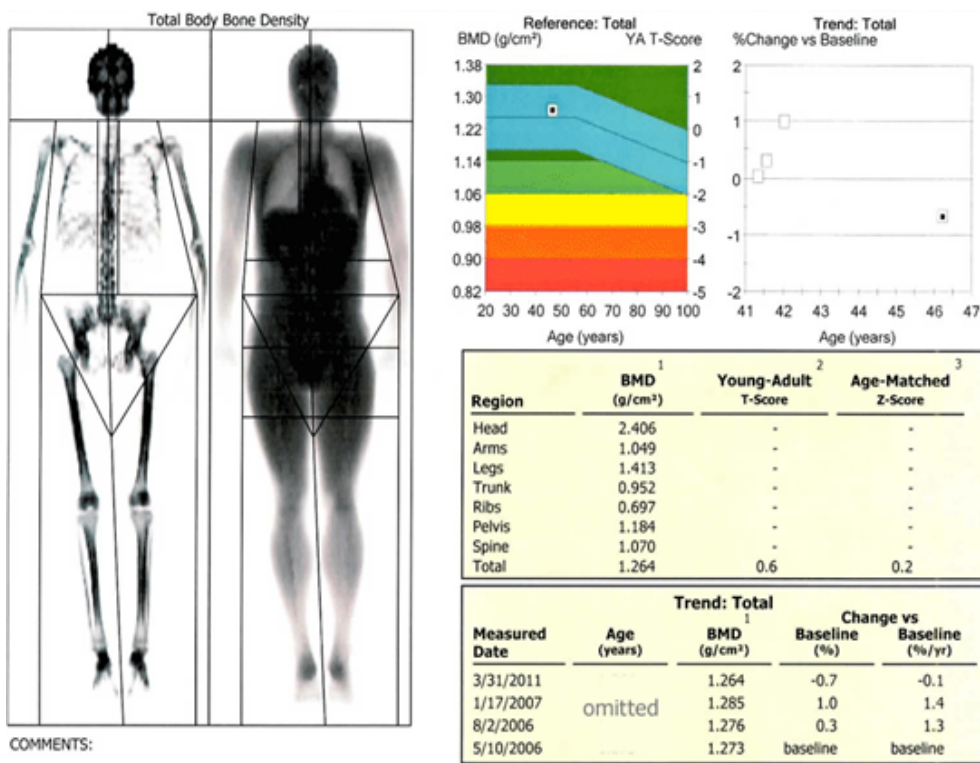 Total Body Bone Density
COMMENTS:
Reference: Total
BMD (g/cm²) YA T-Score
1.38 2
1.30 1
1.22 0
1.14 -1
1.06 -2
0.98 -3
0.90 -4
0.82 -5
20 30 40 50 60 70 80 90 100
Age (years)
Trend: Total
%Change vs Baseline
2
1
0
-1
-2
41 42 43 44 45 46 47
Age (years)
1 2 3
BMD Young-Adult Age-Matched
Region (g/cm²) T-Score Z-Score
Head 2.406 - -
Arms 1.049 - -
Legs 1.413 - -
Trunk 0.952 - -
Ribs 0.697 - -
Pelvis 1.184 - -
Spine 1.070 - -
Total 1.264 0.6 0.2
Trend: Total
1 Change vs
Measured Age BMD Baseline Baseline
Date (years) (g/cm²) (%) (%/yr)
3/31/2011 1.264 -0.7 -0.1
1/17/2007 omitted 1.285 1.0 1.4
8/2/2006 1.276 0.3 1.3
5/10/2006 1.273 baseline baseline